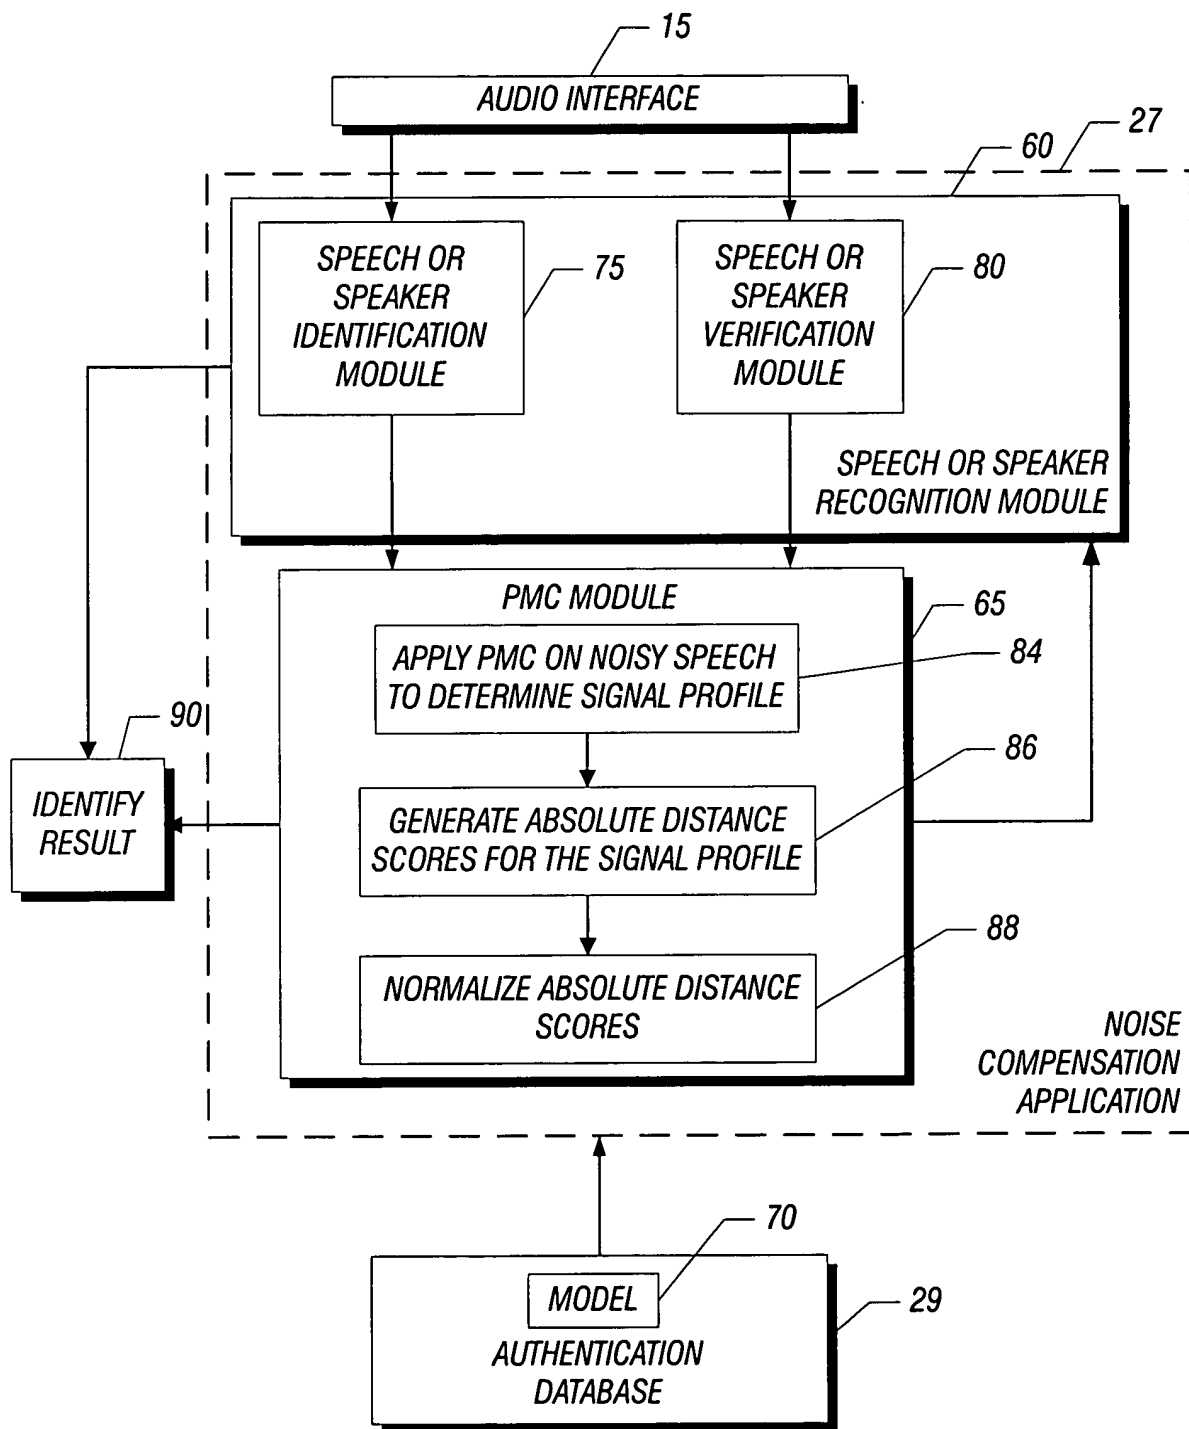 15
AUDIO INTERFACE
27
60
SPEECH OR
SPEAKER
IDENTIFICATION
MODULE
75
SPEECH OR
SPEAKER
VERIFICATION
MODULE
80
SPEECH OR SPEAKER
RECOGNITION MODULE
PMC MODULE
65
APPLY PMC ON NOISY SPEECH
TO DETERMINE SIGNAL PROFILE
84
90
IDENTIFY
RESULT
GENERATE ABSOLUTE DISTANCE
SCORES FOR THE SIGNAL PROFILE
86
NORMALIZE ABSOLUTE DISTANCE
SCORES
88
NOISE
COMPENSATION
APPLICATION
70
MODEL
AUTHENTICATION
DATABASE
29